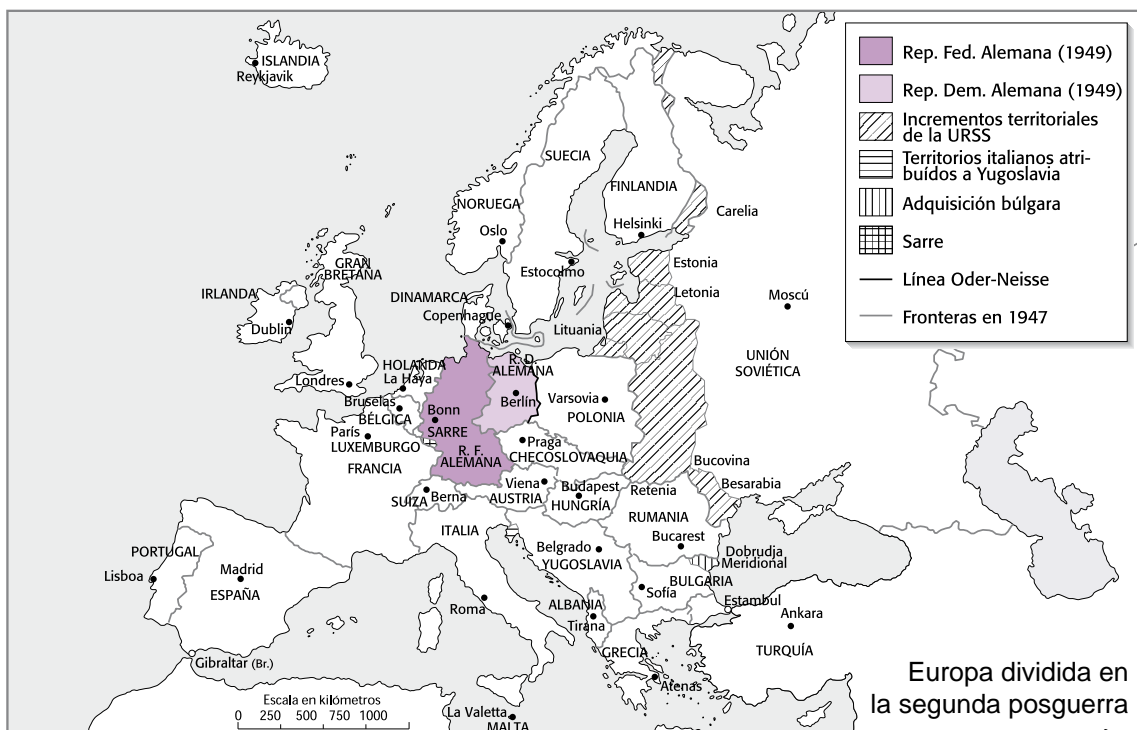 ISLANDIA
Reykjavik
SUECIA
FINLANDIA
NORUEGA
Helsinki
Oslo
Carelia
Estocolmo
Estonia
Letonia
Moscú
GRAN
BRETAÑA
IRLANDA
Dublin
DINAMARCA
Copenhague
Lituania
UNIÓN
SOVIÉTICA
HOLANDA
La Haya
R. D.
ALEMANA
Londres
Berlín
Varsovia
POLONIA
Bruselas
BÉLGICA
Bonn
SARRE
París
LUXEMBURGO
FRANCIA
R. F.
ALEMANA
Praga
CHECOSLOVAQUIA
Bucovina
Besarabia
Viena
AUSTRIA
Budapest
HUNGRÍA
Retenia
SUIZA
Berna
RUMANIA
ITALIA
Bucarest
Belgrado
YUGOSLAVIA
Dobrudja
Meridional
BULGARIA
Sofía
PORTUGAL
Lisboa
Madrid
ESPAÑA
Roma
ALBANIA
Tirana
Estambul
Ankara
TURQUÍA
GRECIA
Atenas
Gibraltar (Br.)
La Valetta
MALTA
Escala en kilómetros
0 250 500 750 1000
Rep. Fed. Alemana (1949)
Rep. Dem. Alemana (1949)
Incrementos territoriales
de la URSS
Territorios italianos atri-
buídos a Yugoslavia
Adquisición búlgara
Sarre
Línea Oder-Neisse
Fronteras en 1947
Europa dividida en
la segunda posguerra